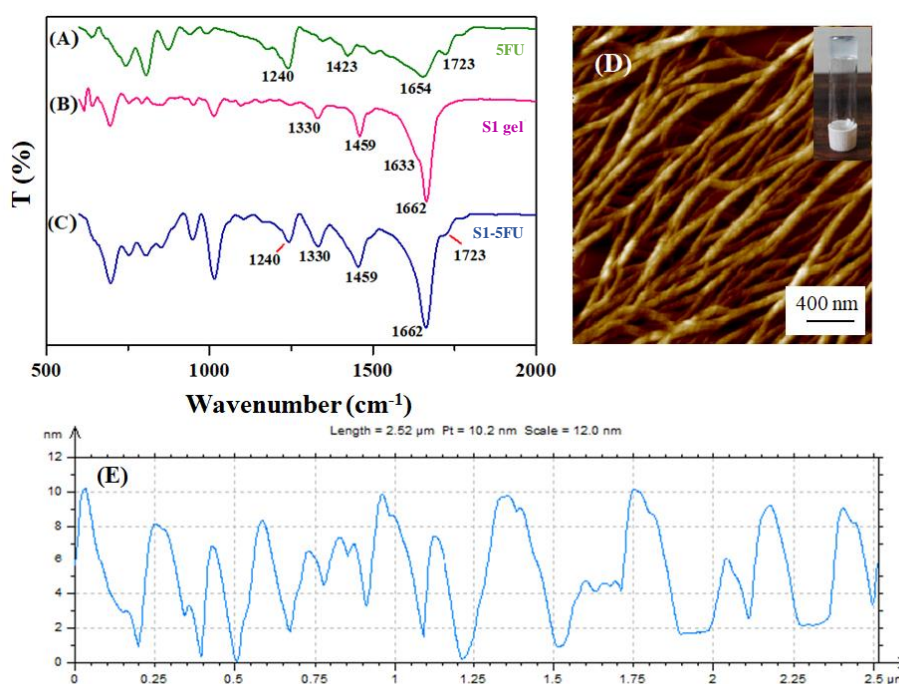 (A)
5FU
1240
1423
1654
1723
(B)
S1 gel
1330
1459
1633
1662
(C)
S1-5FU
1240
1330
1459
1662
1723
T (%)
500 1000 1500 2000
Wavenumber (cm-1)
(D)
400 nm
Length = 2.52 µm Pt = 10.2 nm Scale = 12.0 nm
nm
(E)
12
10
8
6
4
2
0
0 0.25 0.5 0.75 1 1.25 1.5 1.75 2 2.25 2.5 µm